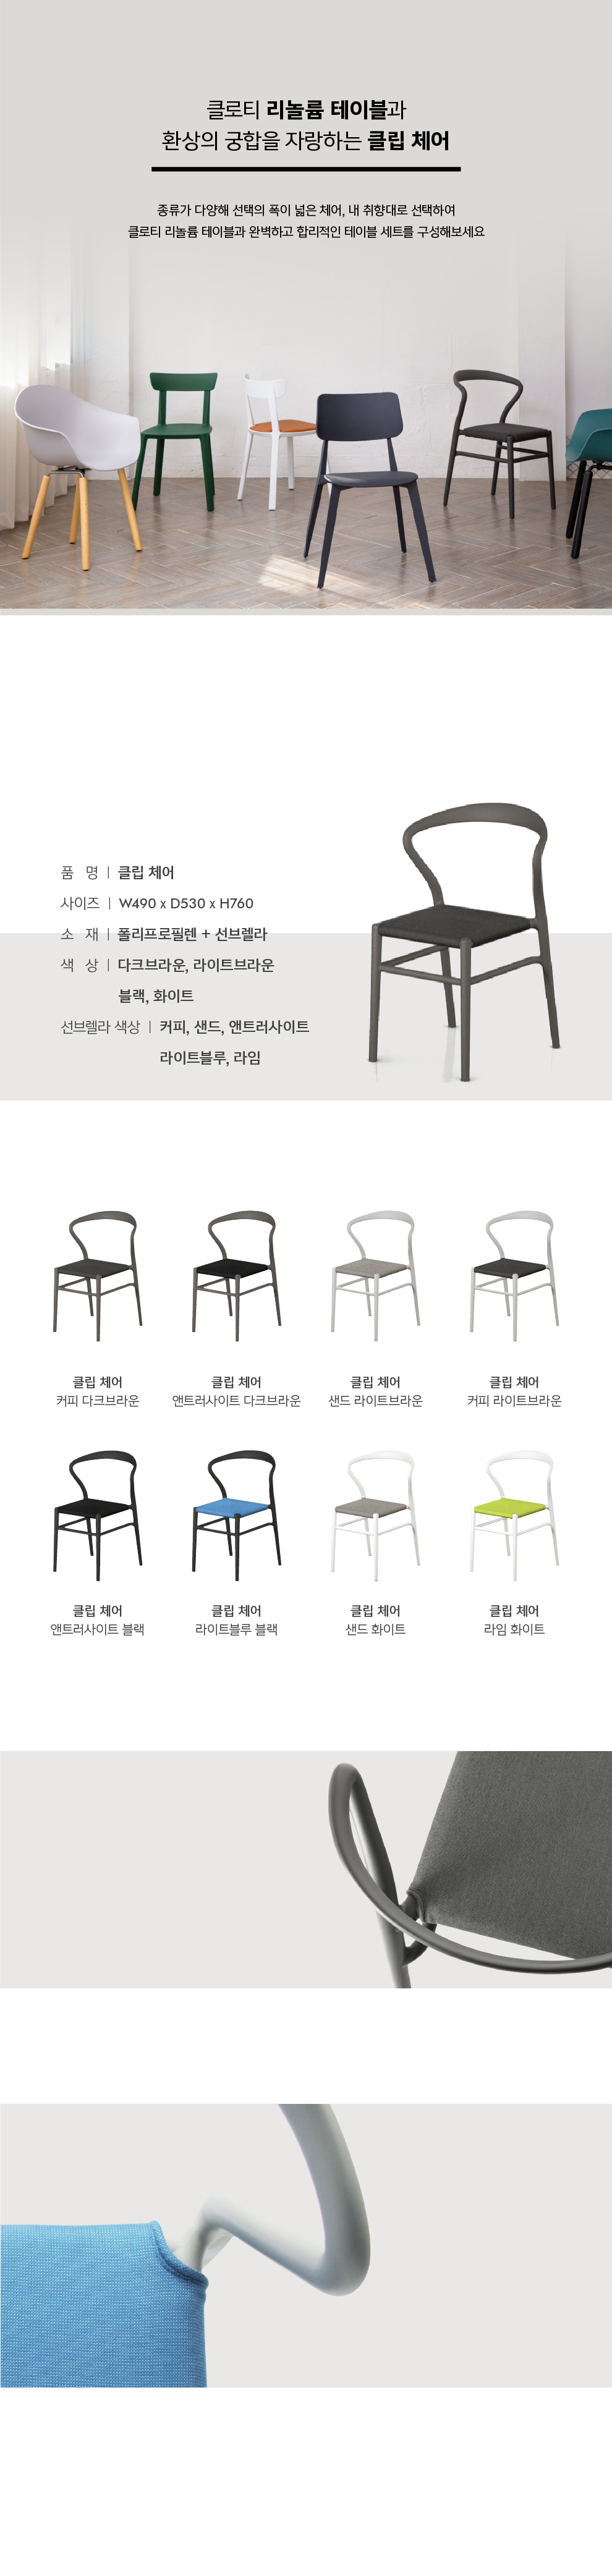 클로티 리놀륨 테이블과
환상의 궁합을 자랑하는 클립 체어
종류가 다양해 선택의 폭이 넓은 체어, 내 취향대로 선택하여
클로티 리놀륨 테이블과 완벽하고 합리적인 테이블 세트를 구성해보세요
품 명 | 클립 체어
사이즈 | W490 x D530 x H760
소 재 | 폴리프로필렌 + 선브렐라
색 상 | 다크브라운, 라이트브라운
블랙, 화이트
선브렐라 색상 | 커피, 샌드, 앤트러사이트
라이트블루, 라임
클립 체어 클립 체어 클립 체어 클립 체어
커피 다크브라운 앤트러사이트 다크브라운 샌드 라이트브라운 커피 라이트브라운
클립 체어 클립 체어 클립 체어 클립 체어
앤트러사이트 블랙 라이트블루 블랙 샌드 화이트 라임 화이트